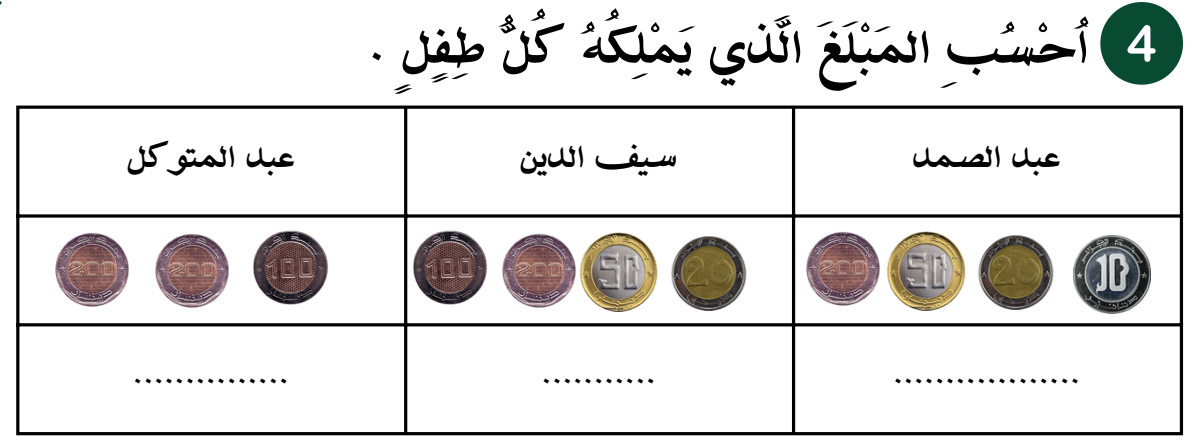 4 اُحْسُبِ المَبْلَغَ الَّذي يَمْلِكُهُ كُلُّ طِفِلٍ .
عبد الصمد سيف الدين عبد المتوكل
10 20 50 200 20 50 200 100 100 200 200
.................. ........... ...............